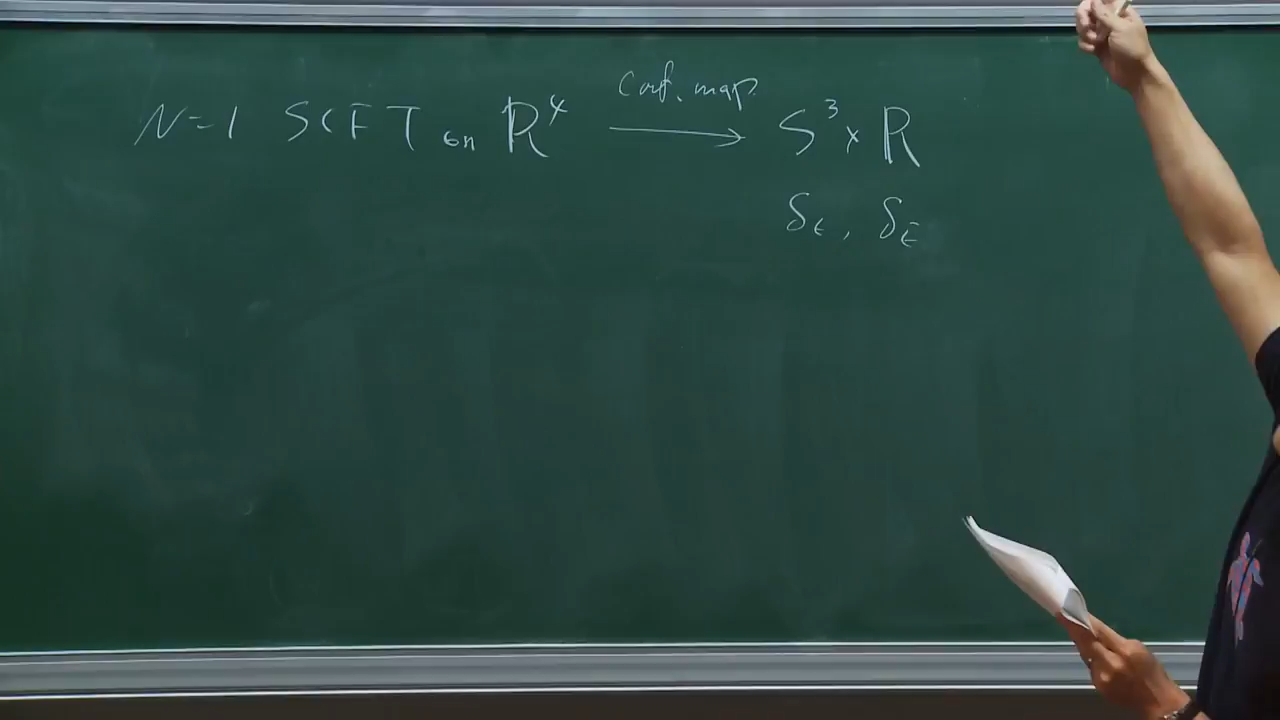 conf. map
N=1 SCFT on ℝ⁴ ⟶ S³ × ℝ
δ_ϵ, δ_ϵ̄